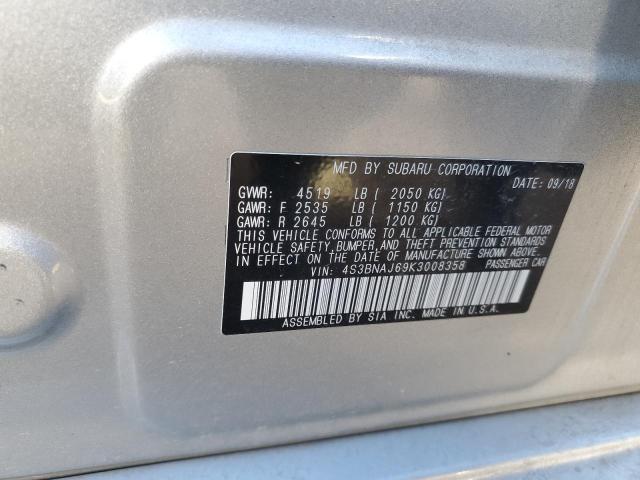 MFD BY SUBARU CORPORATION
DATE: 09/18
GVWR: 4519 LB ( 2050 KG)
GAWR: F 2535 LB ( 1150 KG)
GAWR: R 2645 LB ( 1200 KG)
THIS VEHICLE CONFORMS TO ALL APPLICABLE FEDERAL MOTOR
VEHICLE SAFETY, BUMPER, AND THEFT PREVENTION STANDARDS
IN EFFECT ON THE DATE OF MANUFACTURE SHOWN ABOVE.
VIN: 4S3BNAJ69K3008358 PASSENGER CAR
ASSEMBLED BY SIA INC. MADE IN U.S.A.